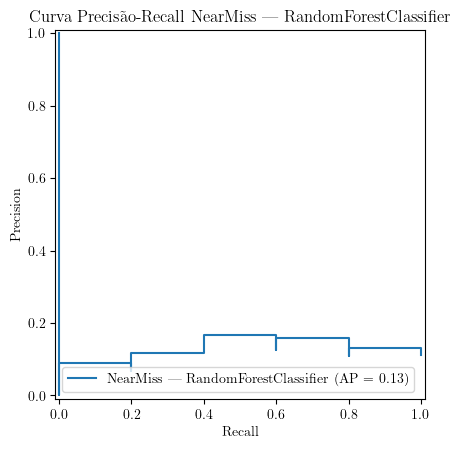 Curva Precisão-Recall NearMiss — RandomForestClassifier
1.0
0.8
0.6
0.4
0.2
0.0
Precision
NearMiss — RandomForestClassifier (AP = 0.13)
0.0 0.2 0.4 0.6 0.8 1.0
Recall